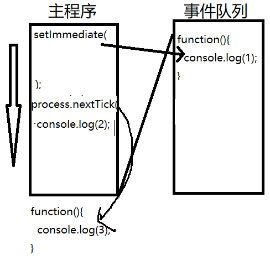 主程序
setImmediate(
);
process.nextTick(
console.log(2);
function(){
console.log(3);
}
事件队列
function(){
console.log(1);
}